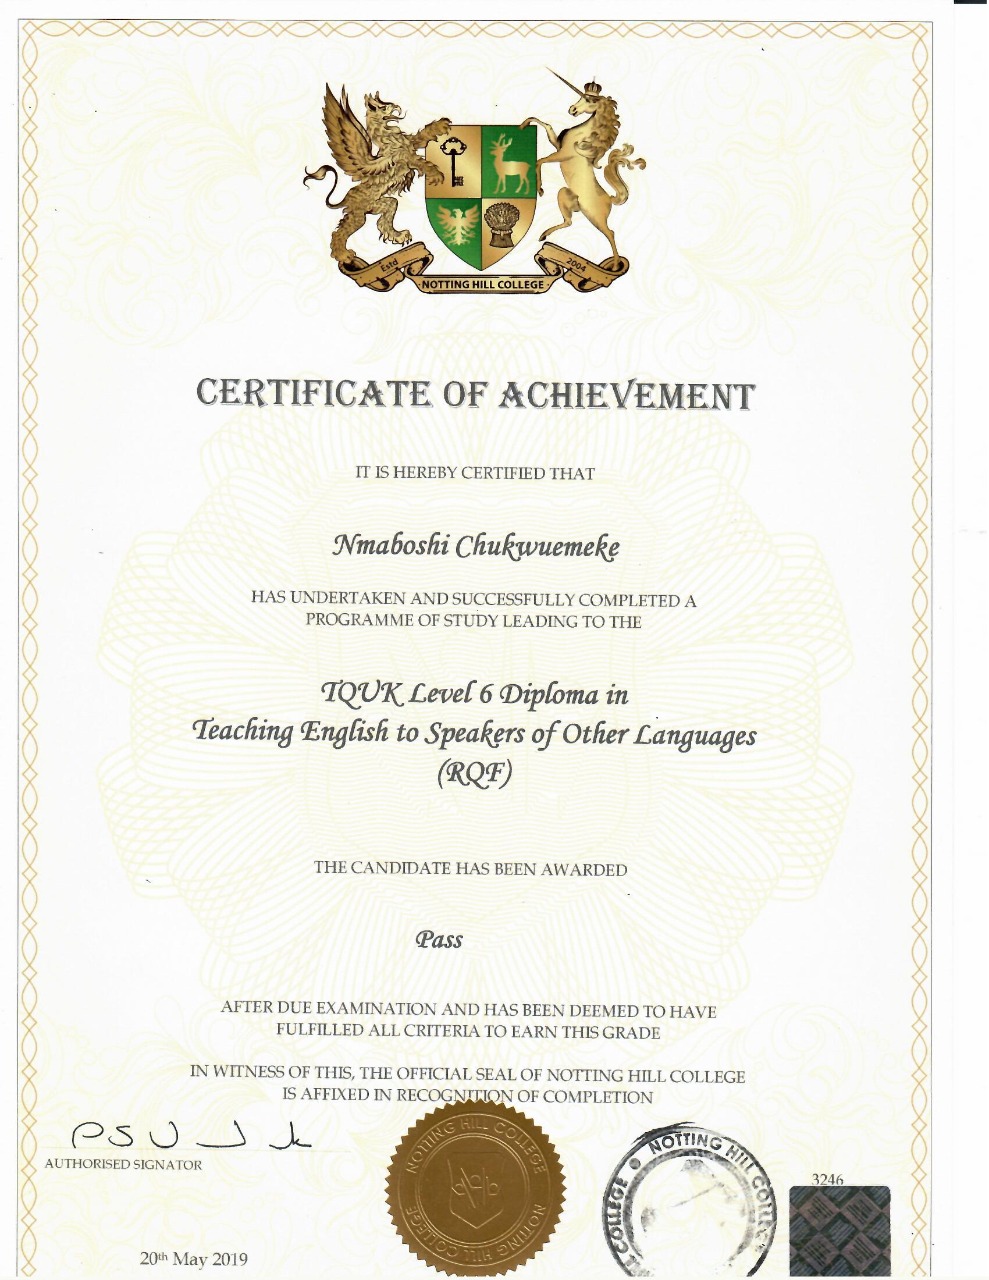 Estd
2004
NOTTING HILL COLLEGE
CERTIFICATE OF ACHIEVEMENT
IT IS HEREBY CERTIFIED THAT
Nmaboshi Chukwuemeke
HAS UNDERTAKEN AND SUCCESSFULLY COMPLETED A
PROGRAMME OF STUDY LEADING TO THE
TQUK Level 6 Diploma in
Teaching English to Speakers of Other Languages
(RQF)
THE CANDIDATE HAS BEEN AWARDED
Pass
AFTER DUE EXAMINATION AND HAS BEEN DEEMED TO HAVE
FULFILLED ALL CRITERIA TO EARN THIS GRADE
IN WITNESS OF THIS, THE OFFICIAL SEAL OF NOTTING HILL COLLEGE
IS AFFIXED IN RECOGNITION OF COMPLETION
AUTHORISED SIGNATOR
NOTTING HILL COLLEGE
NOTTING HILL COLLEGE
NOTTING HILL COLLEGE
COLLEGE
3246
20th May 2019